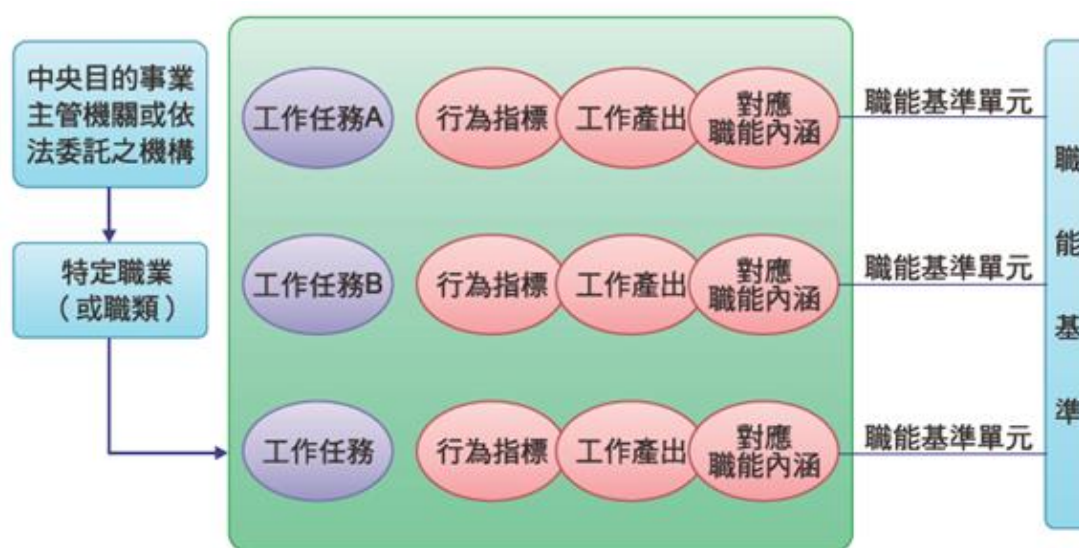 中央目的事業
主管機關或依
法委託之機構
特定職業
（或職類）
工作任務A
行為指標
工作產出
對應
職能內涵
職能基準單元
工作任務B
行為指標
工作產出
對應
職能內涵
職能基準單元
工作任務
行為指標
工作產出
對應
職能內涵
職能基準單元
職
能
基
準